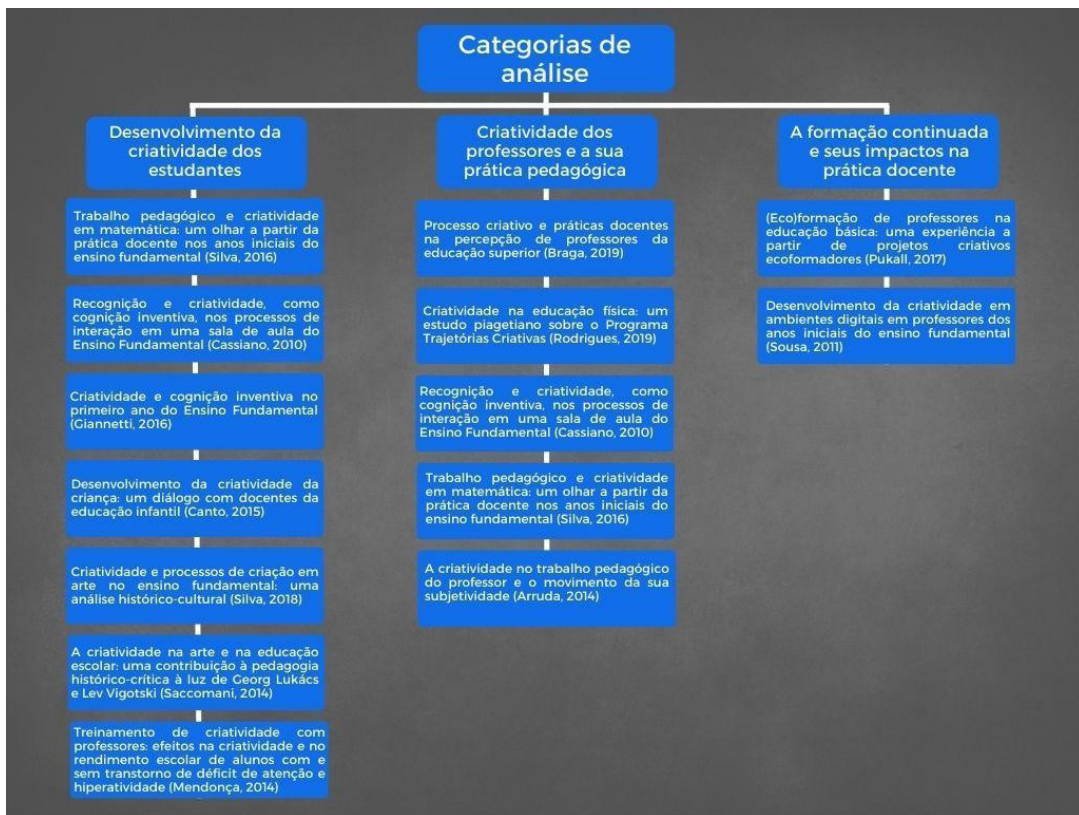 Categorias de
análise
Desenvolvimento da
criatividade dos
estudantes
Trabalho pedagógico e criatividade
em matemática: um olhar a partir da
prática docente nos anos iniciais do
ensino fundamental (Silva, 2016)
Recognição e criatividade, como
cognição inventiva, nos processos de
interação em uma sala de aula do
Ensino Fundamental (Cassiano, 2010)
Criatividade e cognição inventiva no
primeiro ano do Ensino Fundamental
(Giannetti, 2016)
Desenvolvimento da criatividade da
criança: um diálogo com docentes da
educação infantil (Canto, 2015)
Criatividade e processos de criação em
arte no ensino fundamental: uma
análise histórico-cultural (Silva, 2018)
A criatividade na arte e na educação
escolar: uma contribuição à pedagogia
histórico-crítica à luz de Georg Lukács
e Lev Vigotski (Saccomani, 2014)
Treinamento de criatividade com
professores: efeitos na criatividade e no
rendimento escolar de alunos com e
sem transtorno de déficit de atenção e
hiperatividade (Mendonça, 2014)
Criatividade dos
professores e a sua
prática pedagógica
Processo criativo e práticas docentes
na percepção de professores da
educação superior (Braga, 2019)
Criatividade na educação física: um
estudo piagetiano sobre o Programa
Trajetórias Criativas (Rodrigues, 2019)
Recognição e criatividade, como
cognição inventiva, nos processos de
interação em uma sala de aula do
Ensino Fundamental (Cassiano, 2010)
Trabalho pedagógico e criatividade
em matemática: um olhar a partir da
prática docente nos anos iniciais do
ensino fundamental (Silva, 2016)
A criatividade no trabalho pedagógico
do professor e o movimento da sua
subjetividade (Arruda, 2014)
A formação continuada
e seus impactos na
prática docente
(Eco)formação de professores na
educação básica: uma experiência a
partir de projetos criativos
ecoformadores (Pukall, 2017)
Desenvolvimento da criatividade em
ambientes digitais em professores dos
anos iniciais do ensino fundamental
(Sousa, 2011)